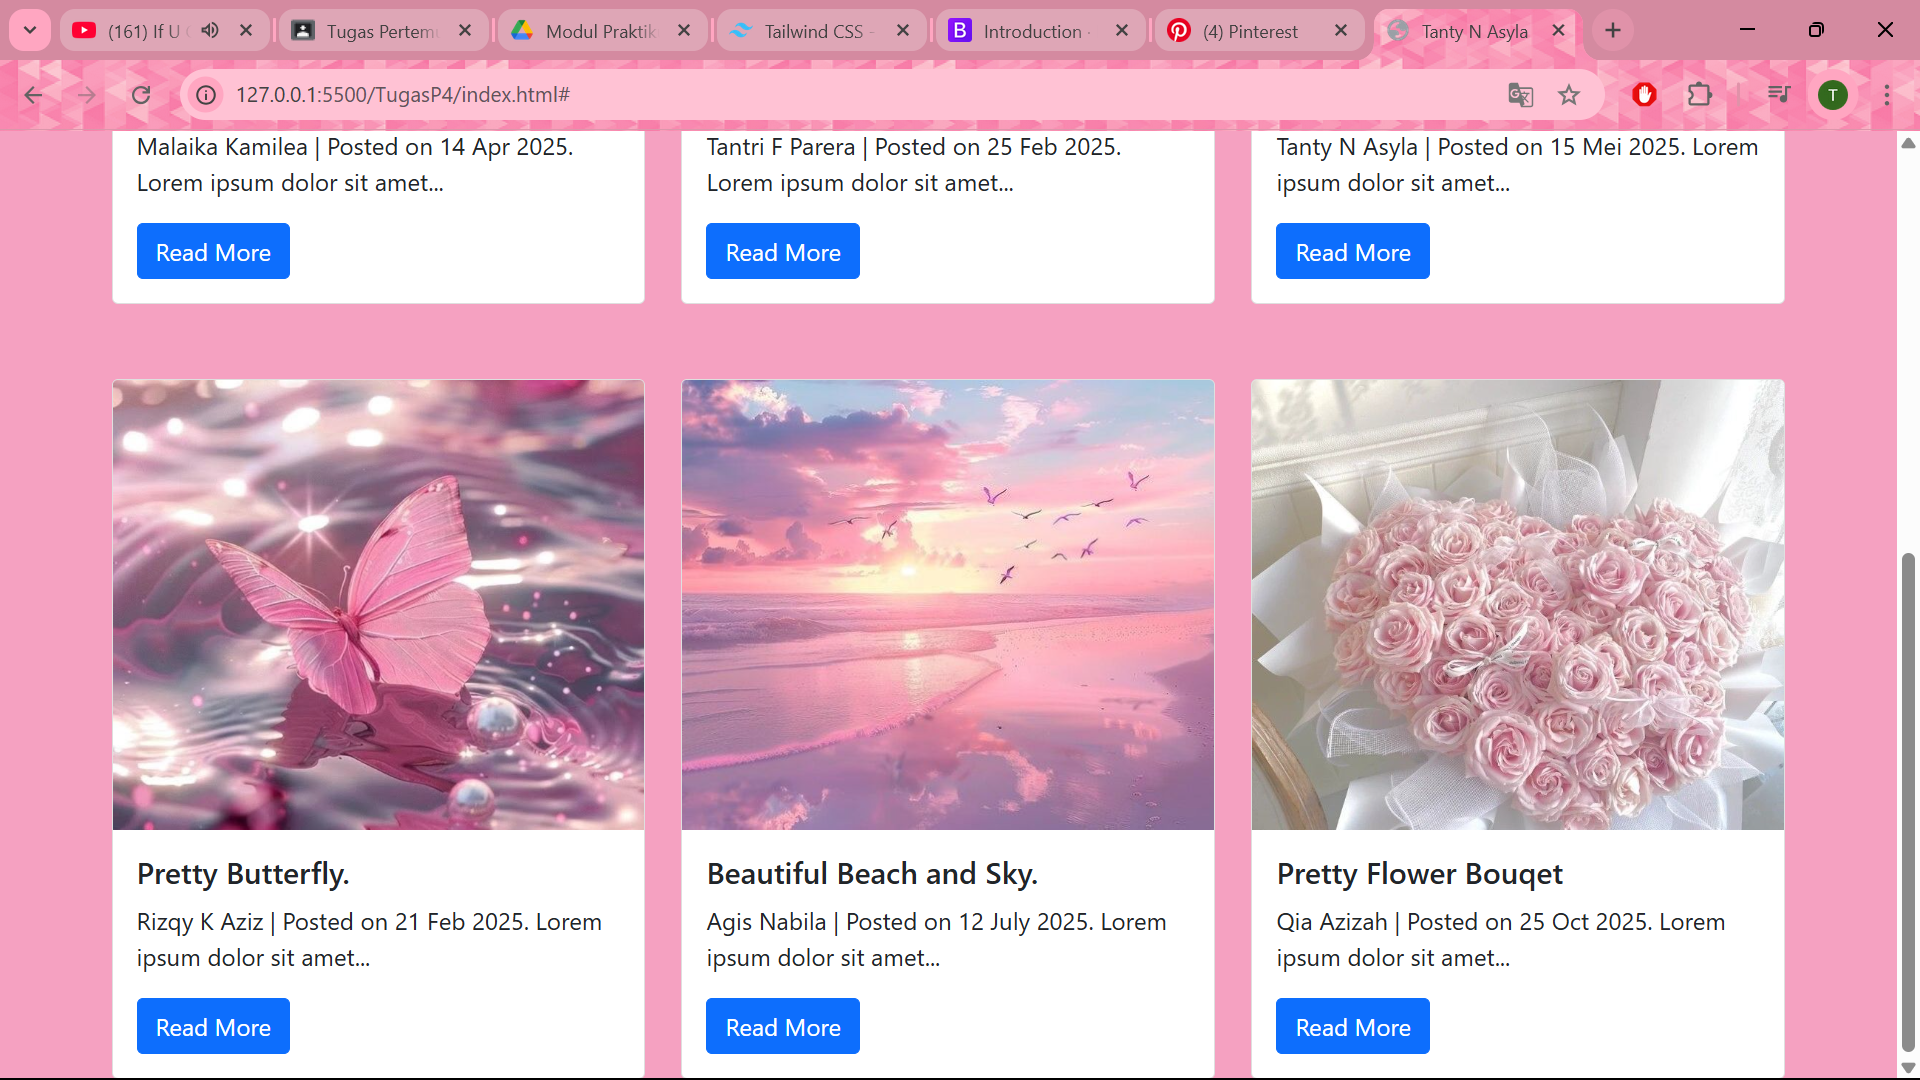 (161) If U
Tugas Pertem
Modul Praktik
Tailwind CSS -
Introduction ·
(4) Pinterest
Tanty N Asyla
127.0.0.1:5500/TugasP4/index.html#
T
Malaika Kamilea | Posted on 14 Apr 2025.
Lorem ipsum dolor sit amet...
Read More
Tantri F Parera | Posted on 25 Feb 2025.
Lorem ipsum dolor sit amet...
Read More
Tanty N Asyla | Posted on 15 Mei 2025. Lorem
ipsum dolor sit amet...
Read More
Pretty Butterfly.
Rizqy K Aziz | Posted on 21 Feb 2025. Lorem
ipsum dolor sit amet...
Read More
Beautiful Beach and Sky.
Agis Nabila | Posted on 12 July 2025. Lorem
ipsum dolor sit amet...
Read More
Pretty Flower Bouqet
Qia Azizah | Posted on 25 Oct 2025. Lorem
ipsum dolor sit amet...
Read More